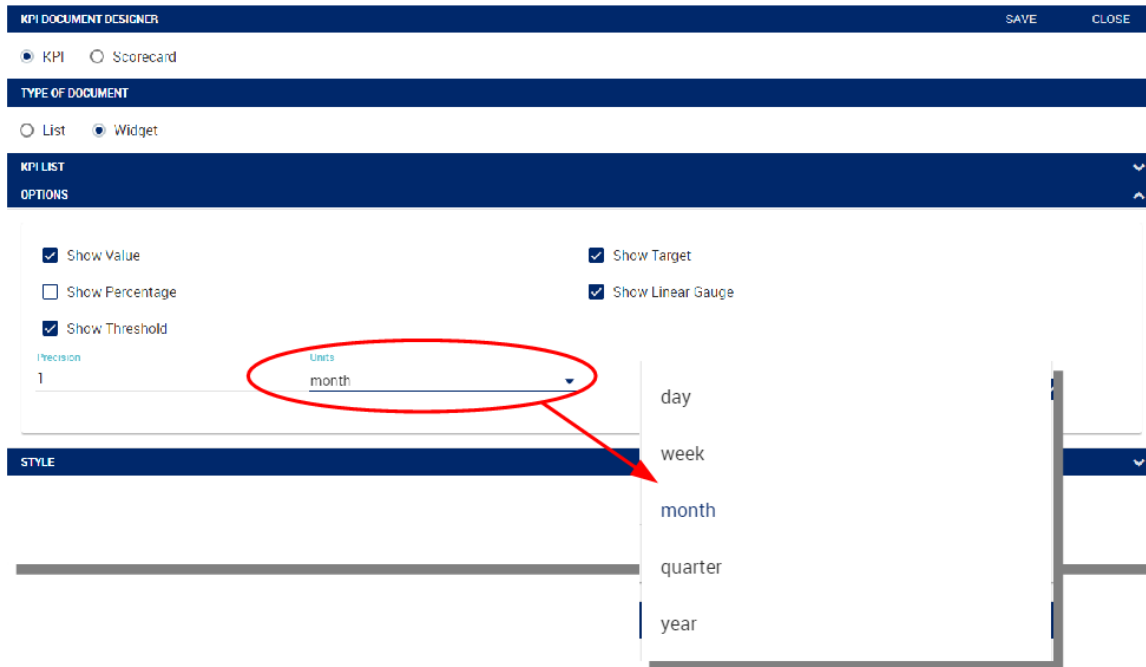 KPI DOCUMENT DESIGNER SAVE CLOSE
KPI Scorecard
TYPE OF DOCUMENT
List Widget
KPI LIST
OPTIONS
Show Value Show Target
Show Percentage Show Linear Gauge
Show Threshold
Precision Units
1 month
day
week
month
quarter
year
STYLE